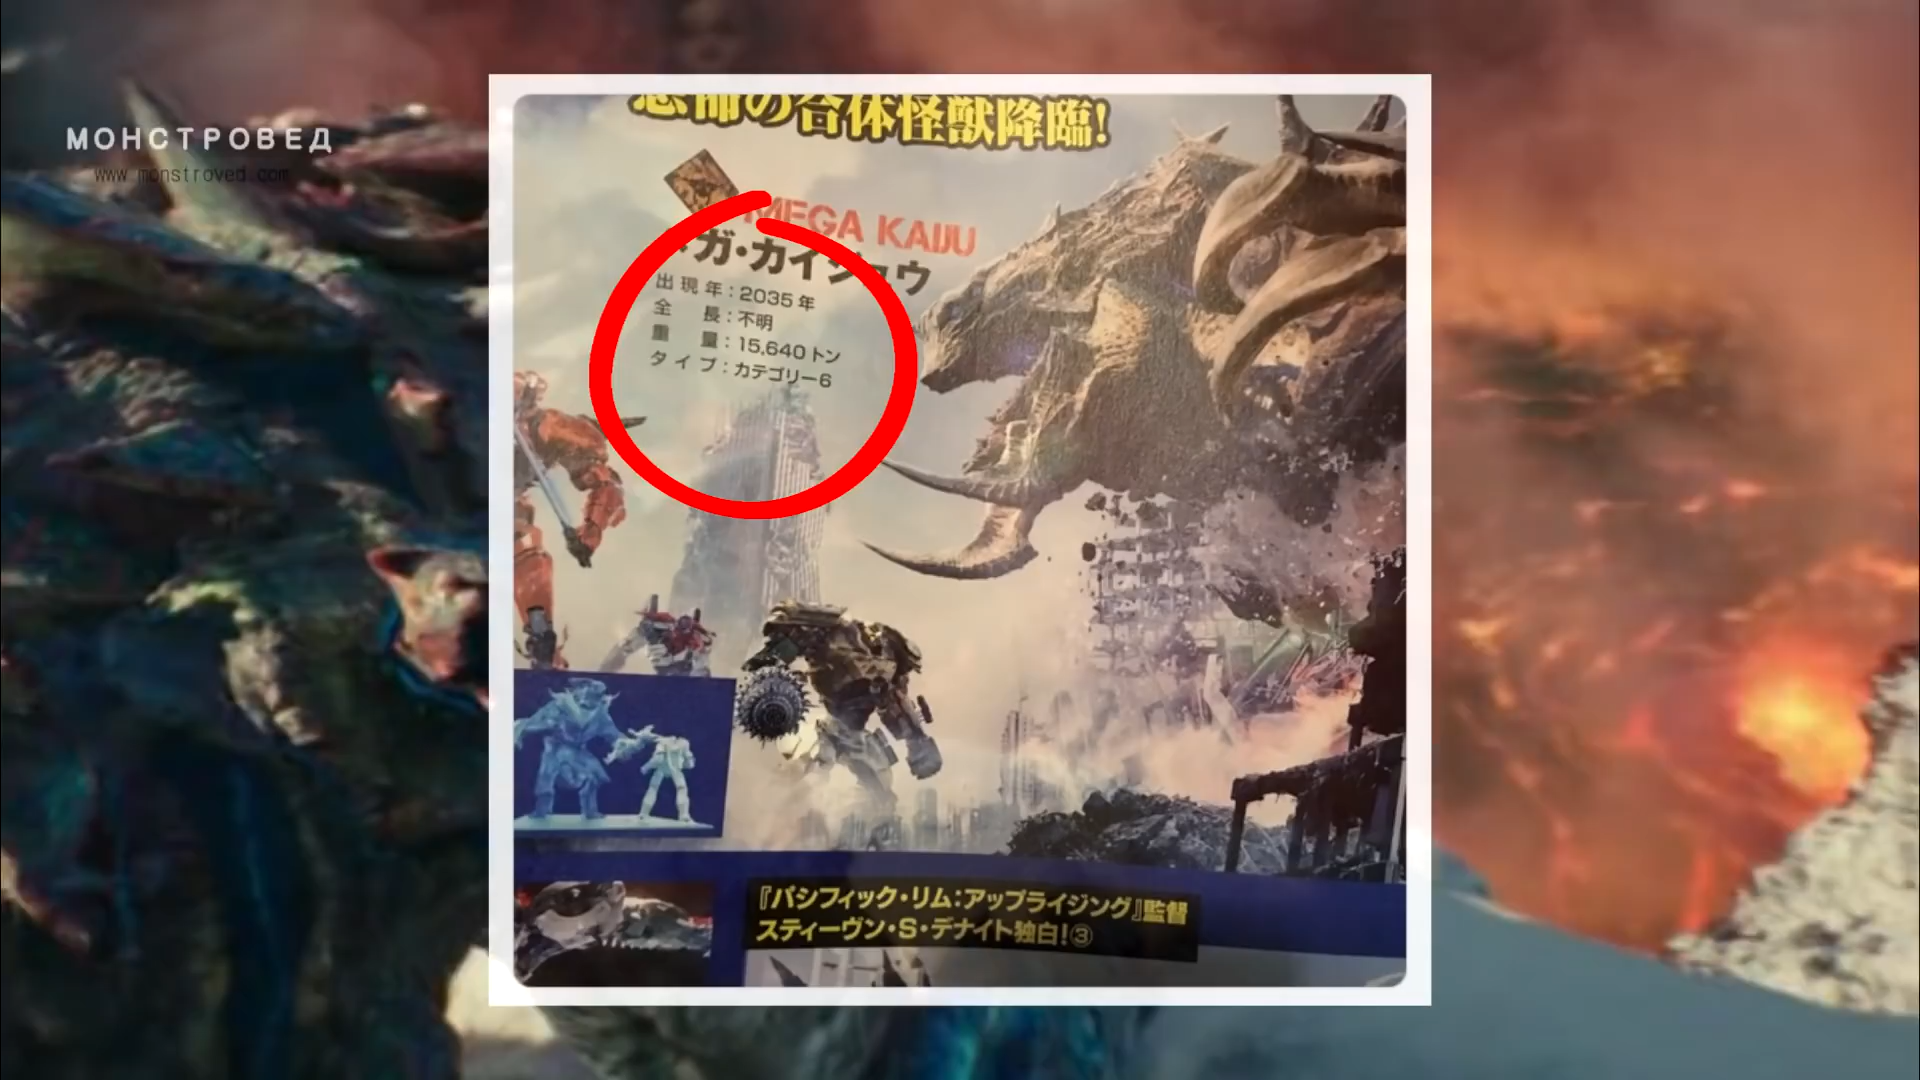 МОНСТРОВЕД
www.monstroved.com
合体怪獣降臨!
MEGA KAIJU
ガ・カイジュウ
出現年:2035年
全長:不明
重量:15,640トン
タイプ:カテゴリー6
『パシフィック・リム:アップライジング』監督
スティーヴン・S・デナイト独白!③